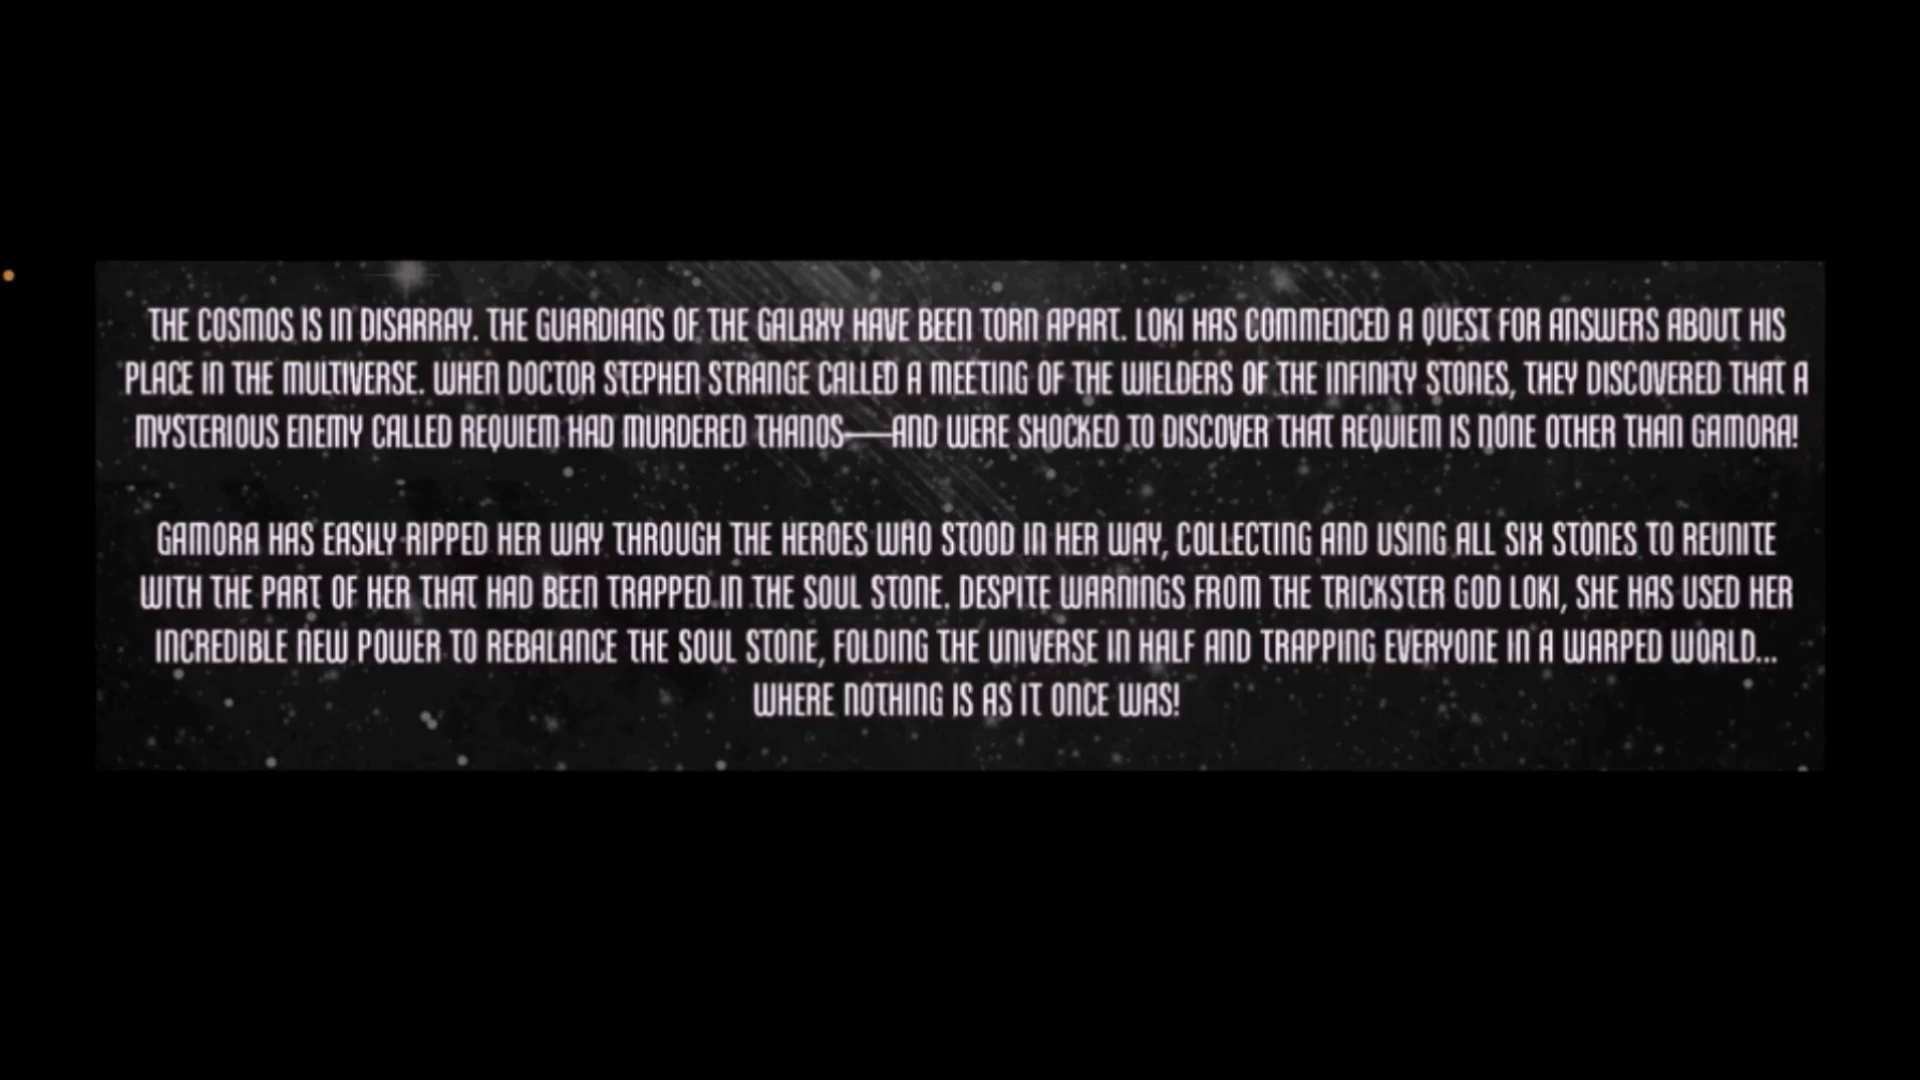 THE COSMOS IS IN DISARRAY. THE GUARDIANS OF THE GALAXY HAVE BEEN TORN APART. LOKI HAS COMMENCED A QUEST FOR ANSWERS ABOUT HIS
PLACE IN THE MULTIVERSE. WHEN DOCTOR STEPHEN STRANGE CALLED A MEETING OF THE WIELDERS OF THE INFINITY STONES, THEY DISCOVERED THAT A
MYSTERIOUS ENEMY CALLED REQUIEM HAD MURDERED THANOS—AND WERE SHOCKED TO DISCOVER THAT REQUIEM IS NONE OTHER THAN GAMORA!
GAMORA HAS EASILY RIPPED HER WAY THROUGH THE HEROES WHO STOOD IN HER WAY, COLLECTING AND USING ALL SIX STONES TO REUNITE
WITH THE PART OF HER THAT HAD BEEN TRAPPED IN THE SOUL STONE. DESPITE WARNINGS FROM THE TRICKSTER GOD LOKI, SHE HAS USED HER
INCREDIBLE NEW POWER TO REBALANCE THE SOUL STONE, FOLDING THE UNIVERSE IN HALF AND TRAPPING EVERYONE IN A WARPED WORLD...
WHERE NOTHING IS AS IT ONCE WAS!